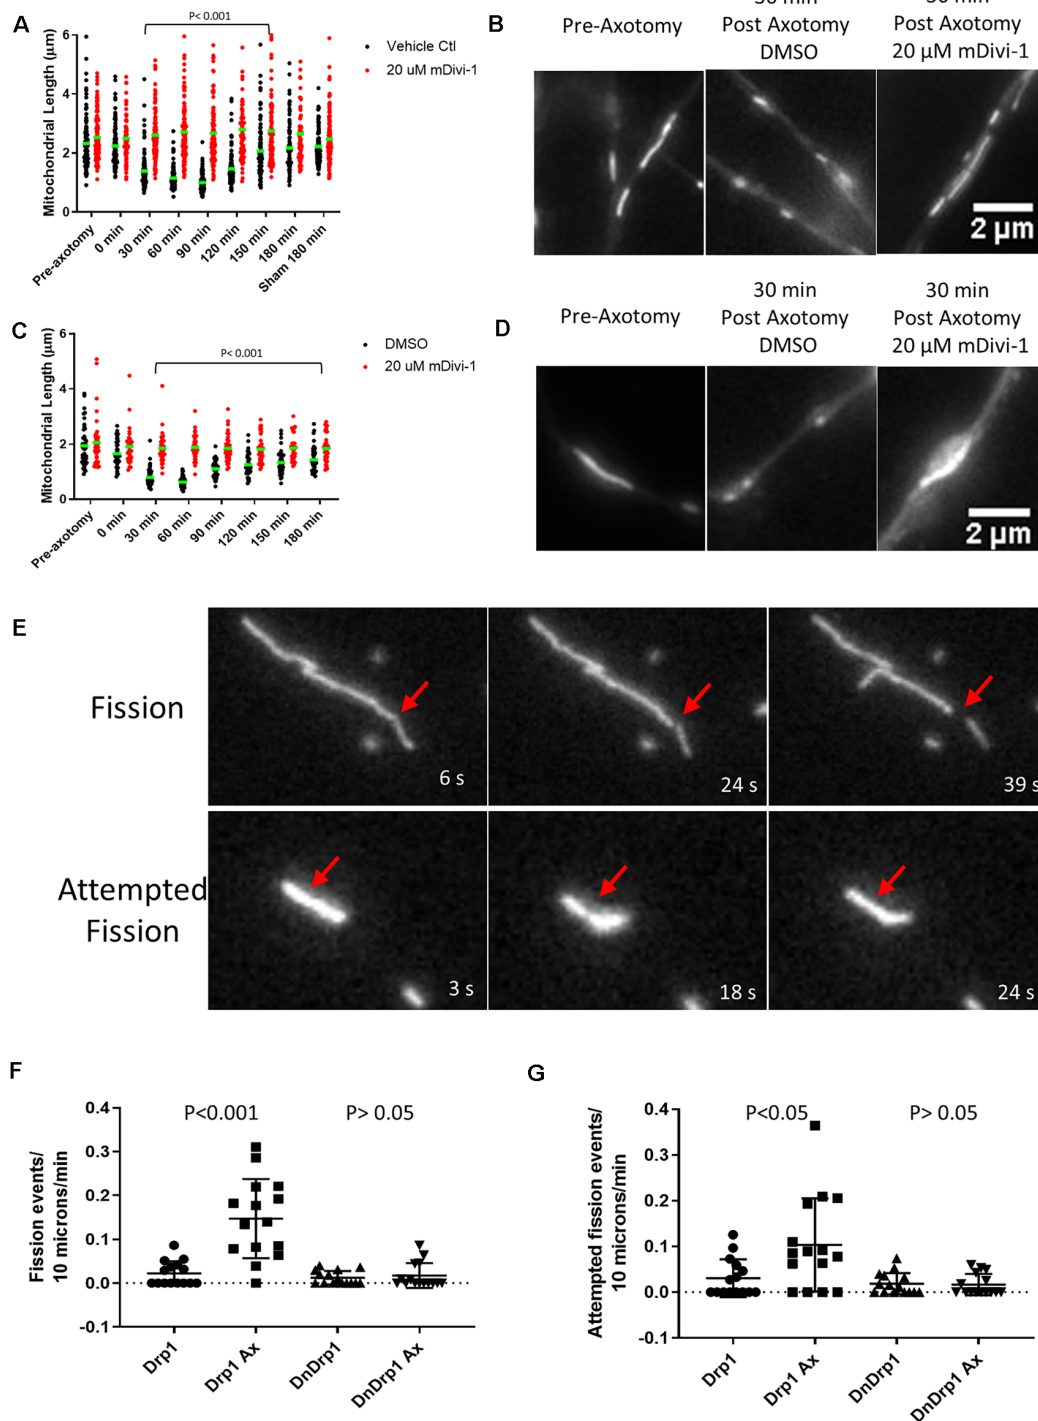 A
P< 0.001
Mitochondrial Length (μm)
6
4
2
0
Vehicle Ctl
20 uM mDivi-1
Pre-axotomy
0 min
30 min
60 min
90 min
120 min
150 min
180 min
Sham 180 min
B
Pre-Axotomy
30 min
Post Axotomy
DMSO
30 min
Post Axotomy
20 µM mDivi-1
2 µm
C
P< 0.001
Mitochondrial Length (μm)
6
4
2
0
DMSO
20 uM mDivi-1
Pre-axotomy
0 min
30 min
60 min
90 min
120 min
150 min
180 min
D
Pre-Axotomy
30 min
Post Axotomy
DMSO
30 min
Post Axotomy
20 µM mDivi-1
2 µm
E
Fission
6 s
24 s
39 s
Attempted
Fission
3 s
18 s
24 s
F
P<0.001
P> 0.05
Fission events/
10 microns/min
0.4
0.3
0.2
0.1
0.0
-0.1
Drp1
Drp1 Ax
DnDrp1
DnDrp1 Ax
G
P<0.05
P> 0.05
Attempted fission events/
10 microns/min
0.4
0.3
0.2
0.1
0.0
-0.1
Drp1
Drp1 Ax
DnDrp1
DnDrp1 Ax